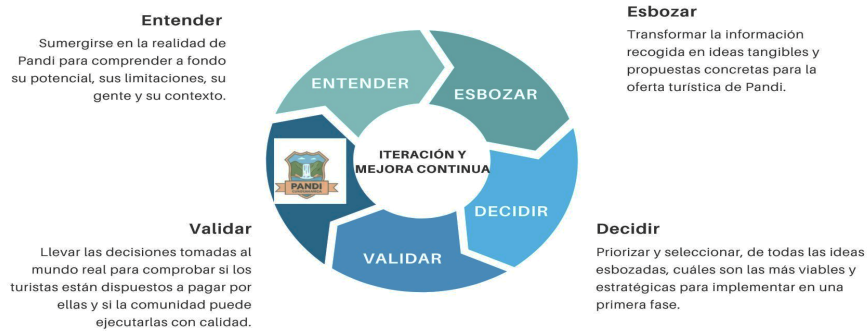 Entender
Sumergirse en la realidad de
Pandi para comprender a fondo
su potencial, sus limitaciones, su
gente y su contexto.
Esbozar
Transformar la información
recogida en ideas tangibles y
propuestas concretas para la
oferta turística de Pandi.
ENTENDER
ESBOZAR
ITERACIÓN Y
MEJORA CONTINUA
PANDI
DECIDIR
VALIDAR
Validar
Llevar las decisiones tomadas al
mundo real para comprobar si los
turistas están dispuestos a pagar por
ellas y si la comunidad puede
ejecutarlas con calidad.
Decidir
Priorizar y seleccionar, de todas las ideas
esbozadas, cuáles son las más viables y
estratégicas para implementar en una
primera fase.